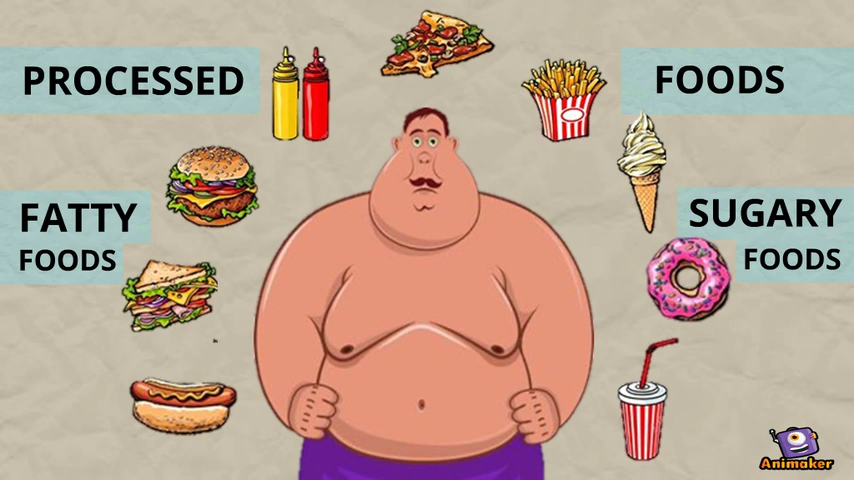 PROCESSED
FOODS
FATTY
FOODS
SUGARY
FOODS
Animaker